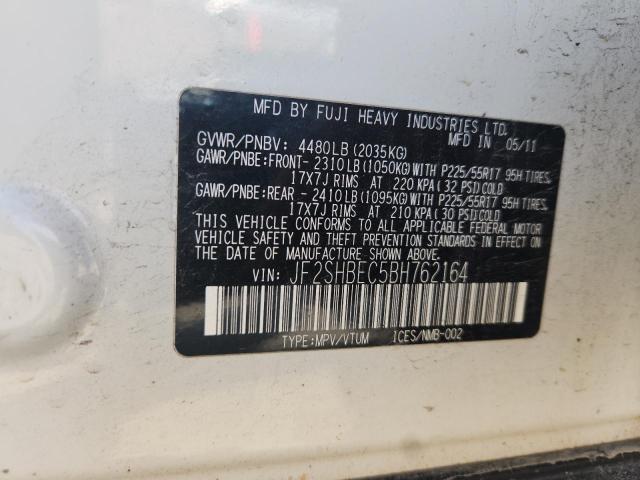 MFD BY FUJI HEAVY INDUSTRIES LTD.
MFD IN 05/11
GVWR/PNBV: 4480LB(2035KG)
GAWR/PNBE:FRONT- 2310LB(1050KG)WITH P225/55R17 95H TIRES
17X7J RIMS AT 220 KPA(32 PSI)COLD
GAWR/PNBE:REAR - 2410LB(1095KG)WITH P225/55R17 95H TIRES
17X7J RIMS AT 210 KPA(30 PSI)COLD
THIS VEHICLE CONFORMS TO ALL APPLICABLE FEDERAL MOTOR
VEHICLE SAFETY AND THEFT PREVENTION STANDARDS IN EFFECT
ON THE DATE OF MANUFACTURE SHOWN ABOVE.
VIN: JF2SHBEC5BH762164
TYPE:MPV/VTUM ICES/NMB-002